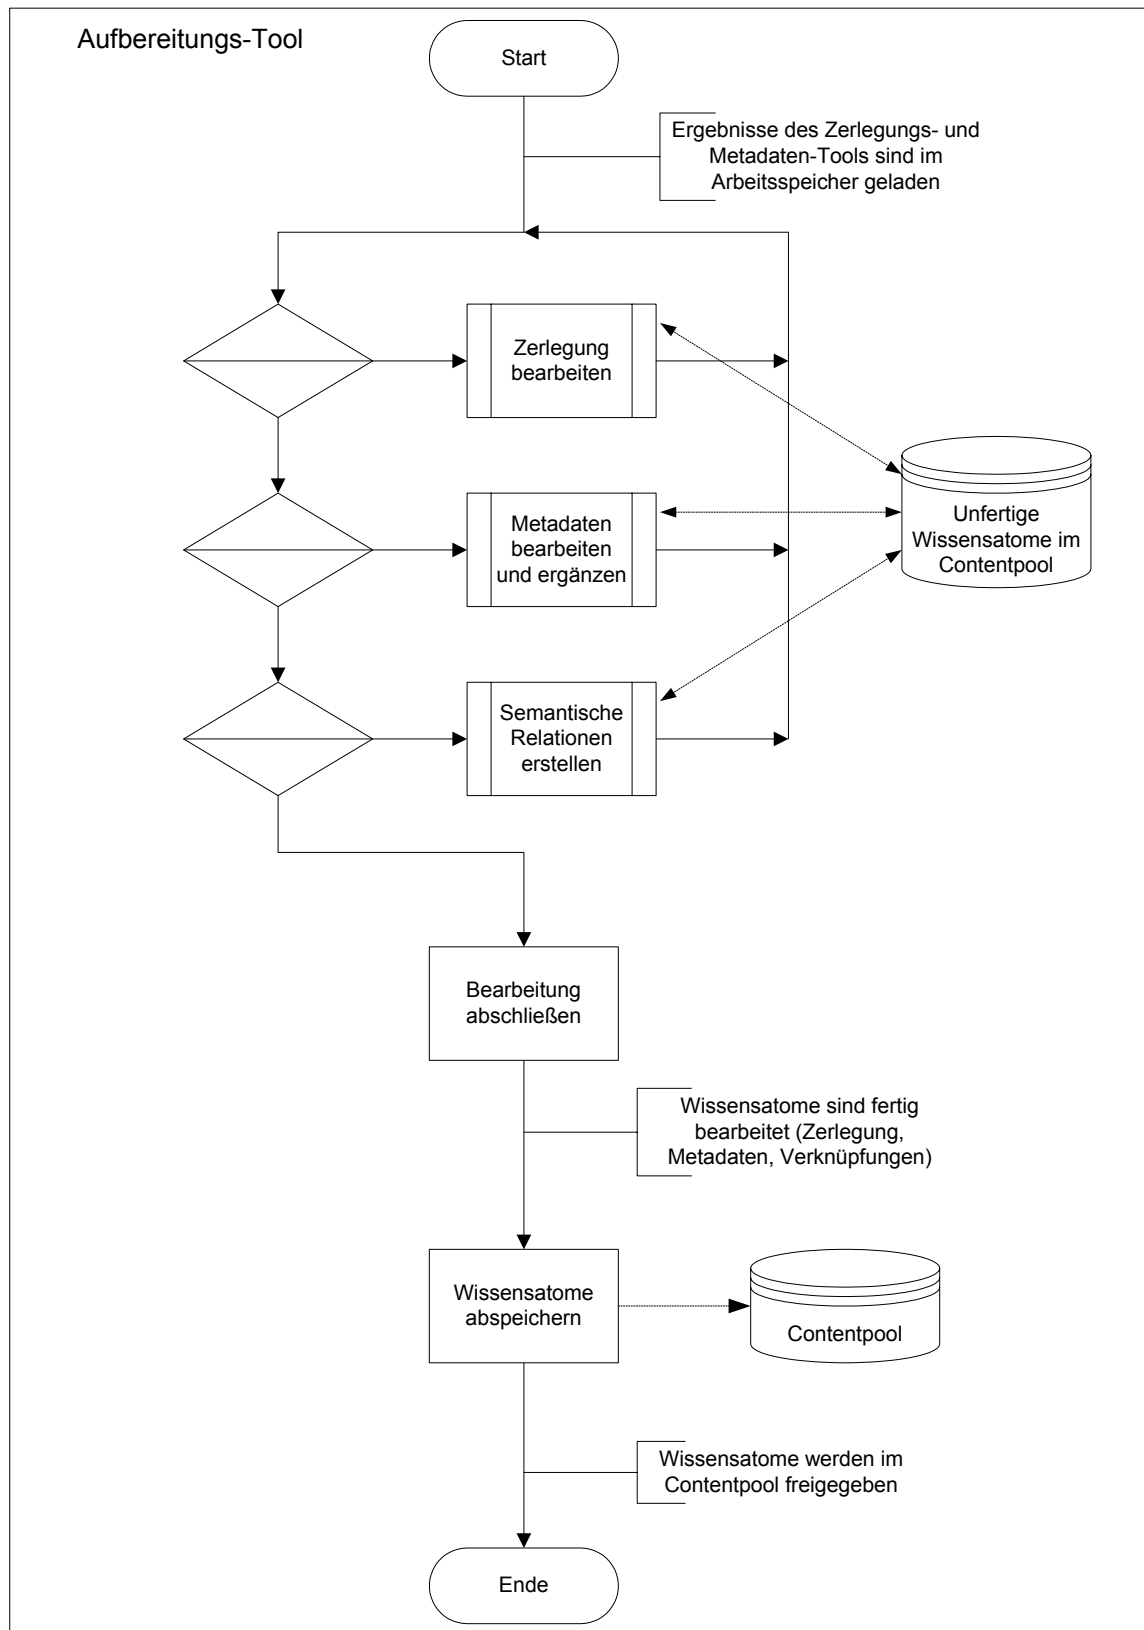 Aufbereitungs-Tool
Start
Ergebnisse des Zerlegungs- und
Metadaten-Tools sind im
Arbeitsspeicher geladen
Zerlegung
bearbeiten
Metadaten
bearbeiten
und ergänzen
Unfertige
Wissensatome im
Contentpool
Semantische
Relationen
erstellen
Bearbeitung
abschließen
Wissensatome sind fertig
bearbeitet (Zerlegung,
Metadaten, Verknüpfungen)
Wissensatome
abspeichern
Contentpool
Wissensatome werden im
Contentpool freigegeben
Ende